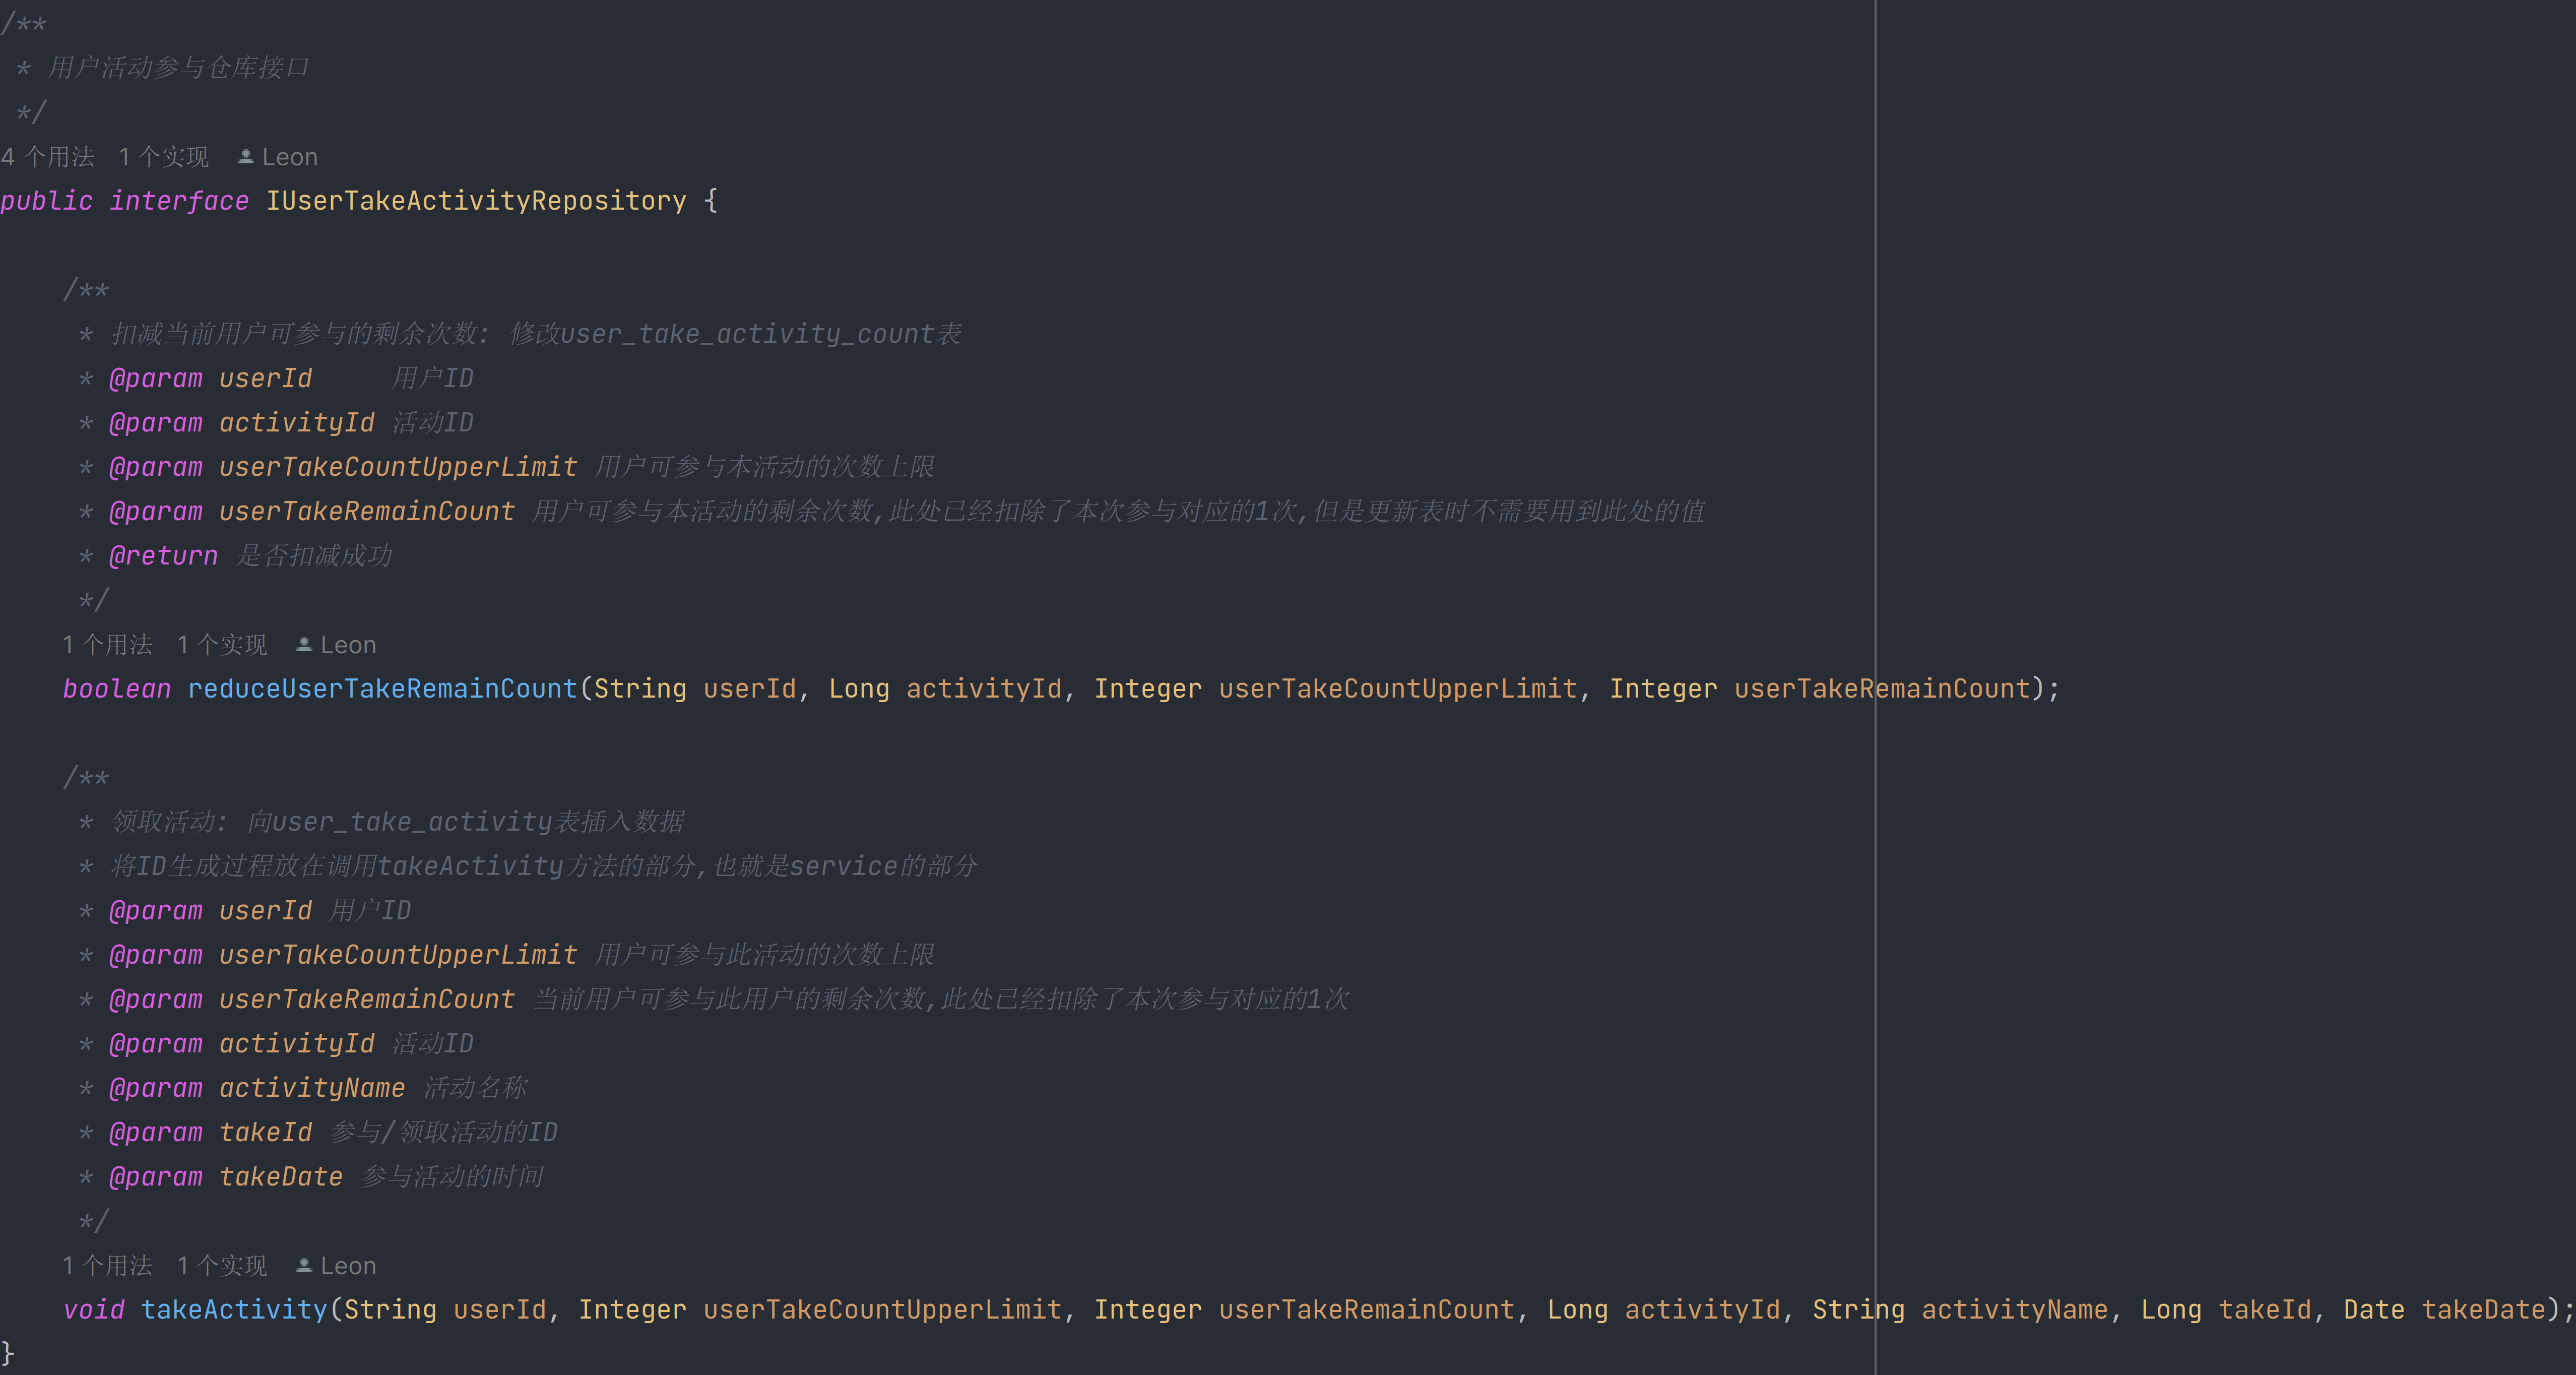 /**
 * 用户活动参与仓库接口
 */
4 个用法   1 个实现   Leon
public interface IUserTakeActivityRepository {
    /**
     * 扣减当前用户可参与的剩余次数: 修改user_take_activity_count表
     * @param userId     用户ID
     * @param activityId 活动ID
     * @param userTakeCountUpperLimit 用户可参与本活动的次数上限
     * @param userTakeRemainCount 用户可参与本活动的剩余次数,此处已经扣除了本次参与对应的1次,但是更新表时不需要用到此处的值
     * @return 是否扣减成功
     */
    1 个用法   1 个实现   Leon
    boolean reduceUserTakeRemainCount(String userId, Long activityId, Integer userTakeCountUpperLimit, Integer userTakeRemainCount);
    /**
     * 领取活动: 向user_take_activity表插入数据
     * 将ID生成过程放在调用takeActivity方法的部分,也就是service的部分
     * @param userId 用户ID
     * @param userTakeCountUpperLimit 用户可参与此活动的次数上限
     * @param userTakeRemainCount 当前用户可参与此用户的剩余次数,此处已经扣除了本次参与对应的1次
     * @param activityId 活动ID
     * @param activityName 活动名称
     * @param takeId 参与/领取活动的ID
     * @param takeDate 参与活动的时间
     */
    1 个用法   1 个实现   Leon
    void takeActivity(String userId, Integer userTakeCountUpperLimit, Integer userTakeRemainCount, Long activityId, String activityName, Long takeId, Date takeDate);
}